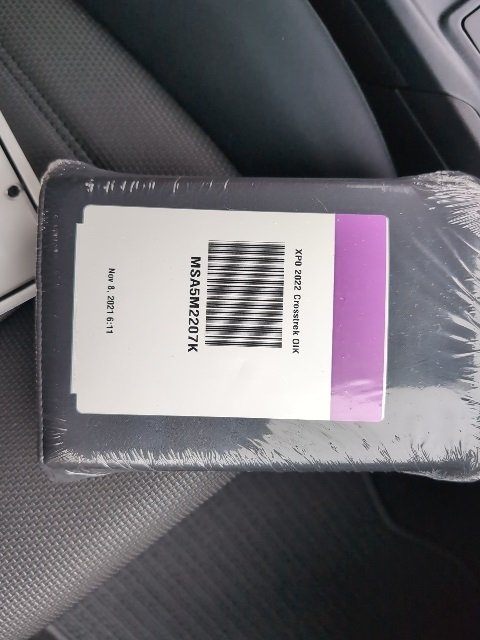 XP0 2022 Crosstrek OIK
MSA5M2207K
Nov 8, 2021 6:11